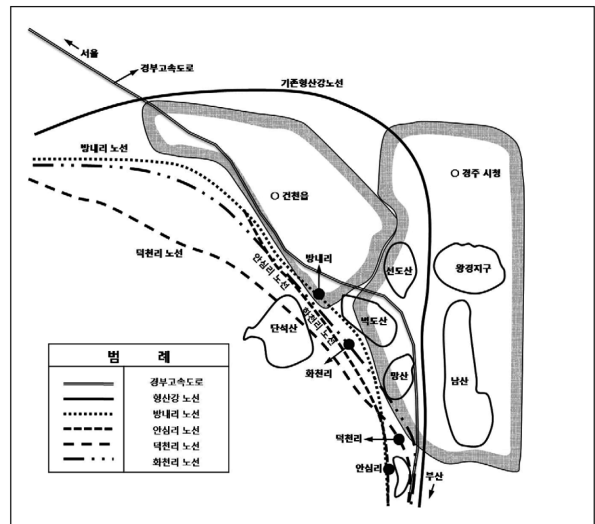 서울
경부고속도로
기존형산강노선
방내리 노선
경주 시청
건천읍
덕천리 노선
방내리
안심리 노선
선도산
왕경지구
화천리 노선
단석산
벽도산
화천리
망산
남산
덕천리
안심리
부산
범 례
경부고속도로
형산강 노선
방내리 노선
안심리 노선
덕천리 노선
화천리 노선